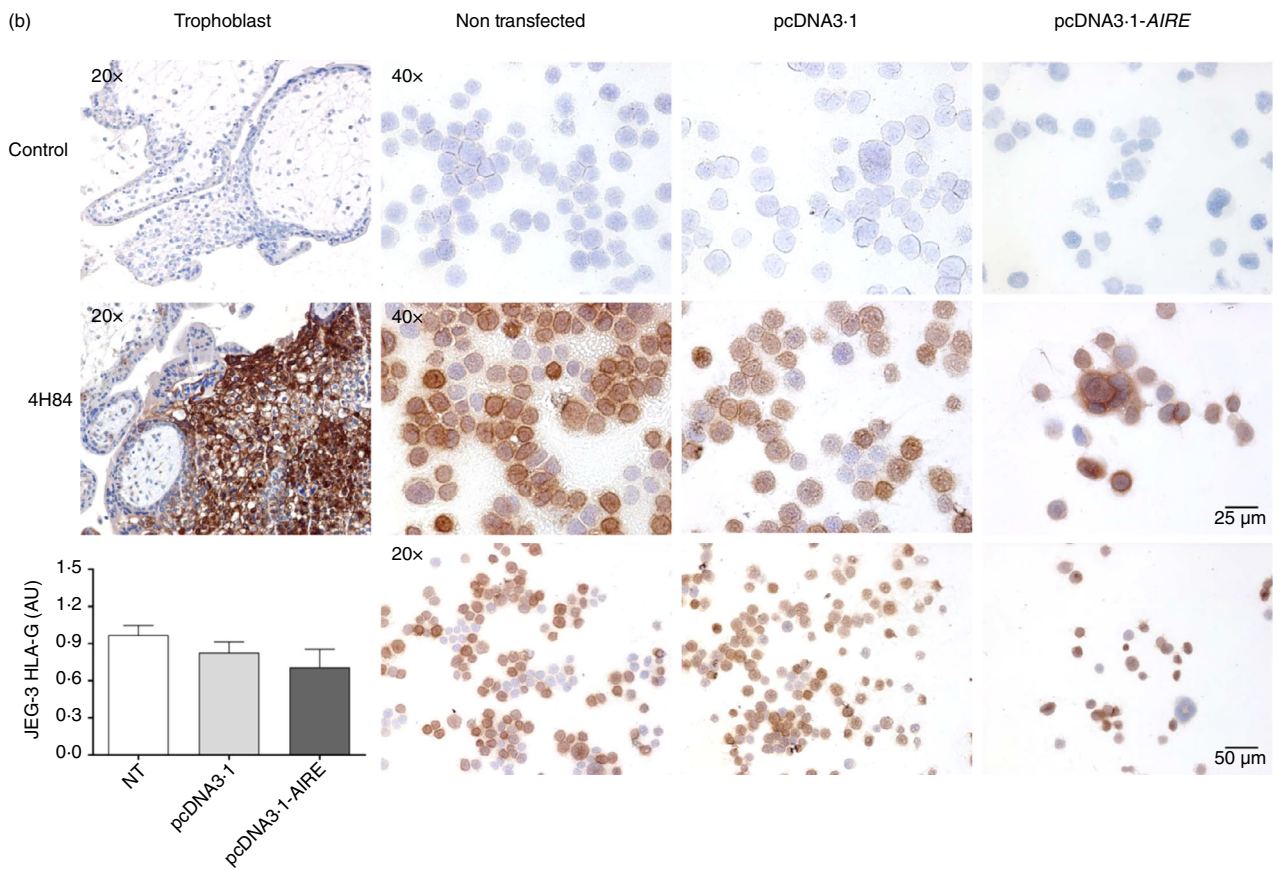 (b)
Trophoblast
Non transfected
pcDNA3·1
pcDNA3·1-AIRE
Control
20×
40×
4H84
20×
40×
25 µm
JEG-3 HLA-G (AU)
1·5
1·2
0·9
0·6
0·3
0·0
NT
pcDNA3·1
pcDNA3·1-AIRE
20×
50 µm